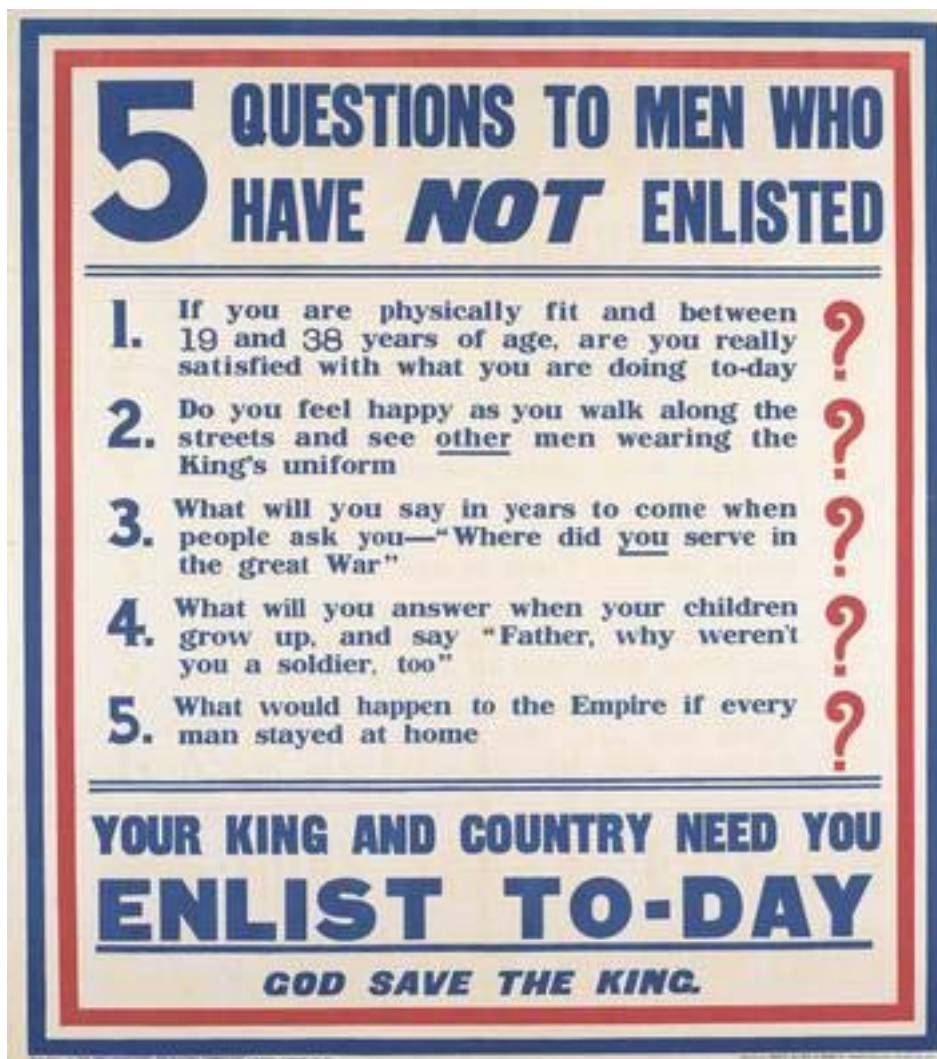 5 QUESTIONS TO MEN WHO
HAVE NOT ENLISTED
1. If you are physically fit and between
19 and 38 years of age, are you really
satisfied with what you are doing to-day ?
2. Do you feel happy as you walk along the
streets and see other men wearing the
King's uniform ?
3. What will you say in years to come when
people ask you—"Where did you serve in
the great War" ?
4. What will you answer when your children
grow up, and say "Father, why weren't
you a soldier, too" ?
5. What would happen to the Empire if every
man stayed at home ?
YOUR KING AND COUNTRY NEED YOU
ENLIST TO-DAY
GOD SAVE THE KING.